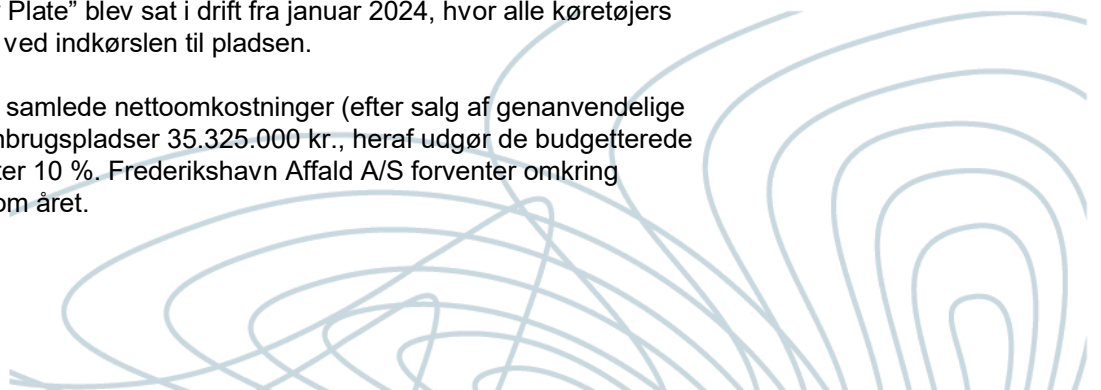 Plate” blev sat i drift fra januar 2024, hvor alle køretøjers
ved indkørslen til pladsen.
samlede nettoomkostninger (efter salg af genanvendelige
nbrugspladser 35.325.000 kr., heraf udgør de budgetterede
ter 10 %. Frederikshavn Affald A/S forventer omkring
om året.